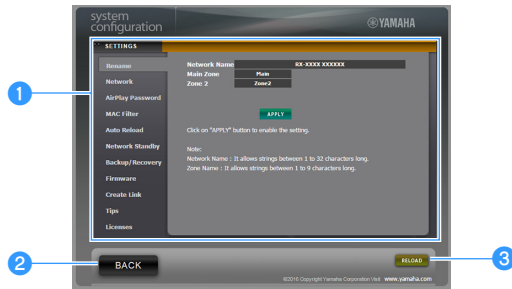 system
configuration
YAMAHA
SETTINGS
Rename
Network
AirPlay Password
MAC Filter
Auto Reload
Network Standby
Backup/Recovery
Firmware
Create Link
Tips
Licenses
Network Name RX-XXXX XXXXXX
Main Zone Main
Zone 2 Zone2
APPLY
Click on "APPLY" button to enable the setting.
Note:
Network Name : It allows strings between 1 to 32 characters long.
Zone Name : It allows strings between 1 to 9 characters long.
1
2
BACK
RELOAD
3
©2016 Copyright Yamaha Corporation Visit www.yamaha.com